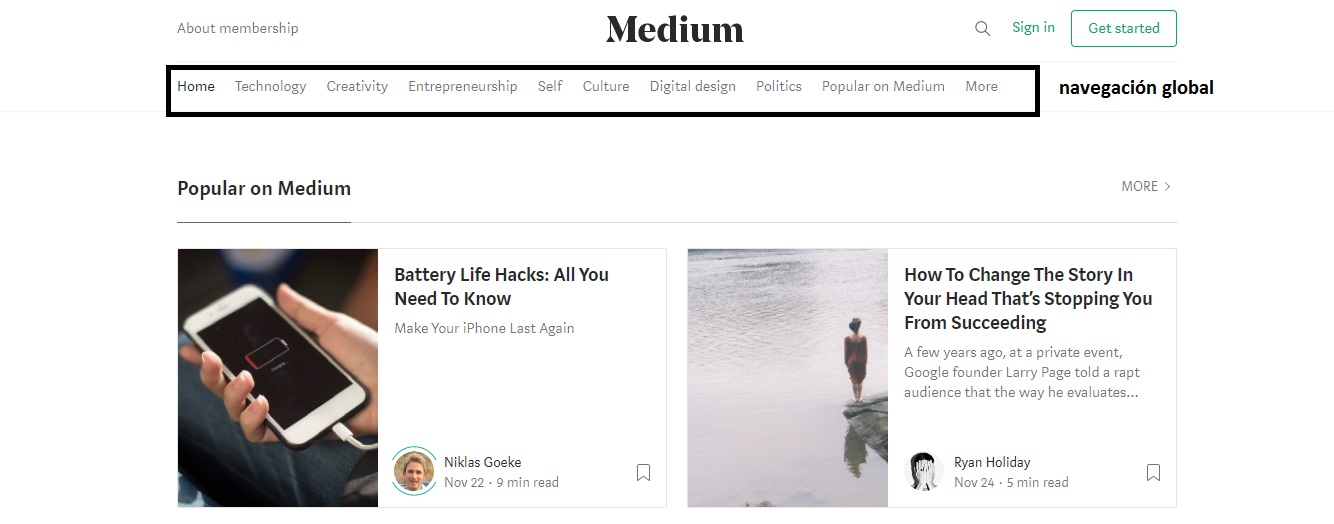 About membership
Medium
Sign in
Get started
Home Technology Creativity Entrepreneurship Self Culture Digital design Politics Popular on Medium More
navegación global
Popular on Medium
MORE
Battery Life Hacks: All You
Need To Know
Make Your iPhone Last Again
Niklas Goeke
Nov 22 · 9 min read
How To Change The Story In
Your Head That's Stopping You
From Succeeding
A few years ago, at a private event,
Google founder Larry Page told a rapt
audience that the way he evaluates…
Ryan Holiday
Nov 24 · 5 min read